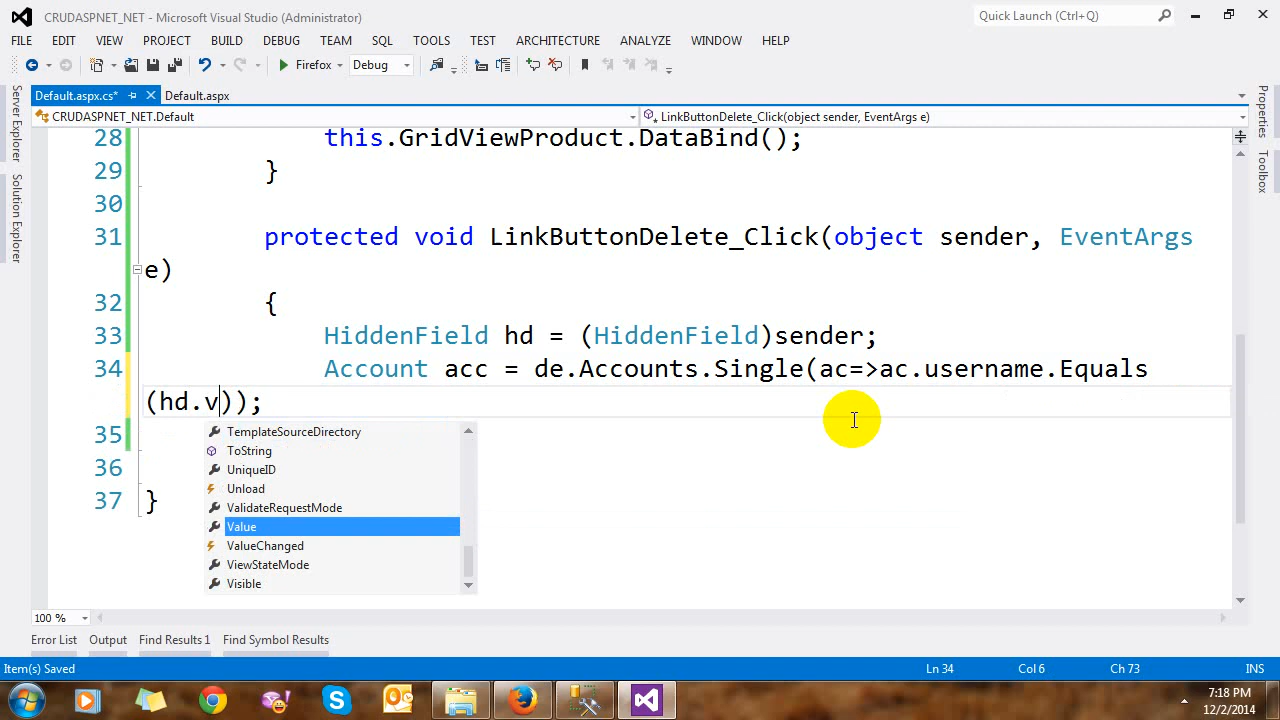 CRUDASPNET_NET - Microsoft Visual Studio (Administrator)
Quick Launch (Ctrl+Q)
FILE EDIT VIEW PROJECT BUILD DEBUG TEAM SQL TOOLS TEST ARCHITECTURE ANALYZE WINDOW HELP
Firefox Debug
Default.aspx.cs* Default.aspx
CRUDASPNET_NET.Default LinkButtonDelete_Click(object sender, EventArgs e)
Server Explorer
Solution Explorer
Properties
Toolbox
28 this.GridViewProduct.DataBind();
29 }
30
31 protected void LinkButtonDelete_Click(object sender, EventArgs
e)
32 {
33 HiddenField hd = (HiddenField)sender;
34 Account acc = de.Accounts.Single(ac=>ac.username.Equals
(hd.v));
35
36
37 }
TemplateSourceDirectory
ToString
UniqueID
Unload
ValidateRequestMode
Value
ValueChanged
ViewStateMode
Visible
100 %
Error List Output Find Results 1 Find Symbol Results
Item(s) Saved Ln 34 Col 6 Ch 73 INS
7:18 PM
12/2/2014